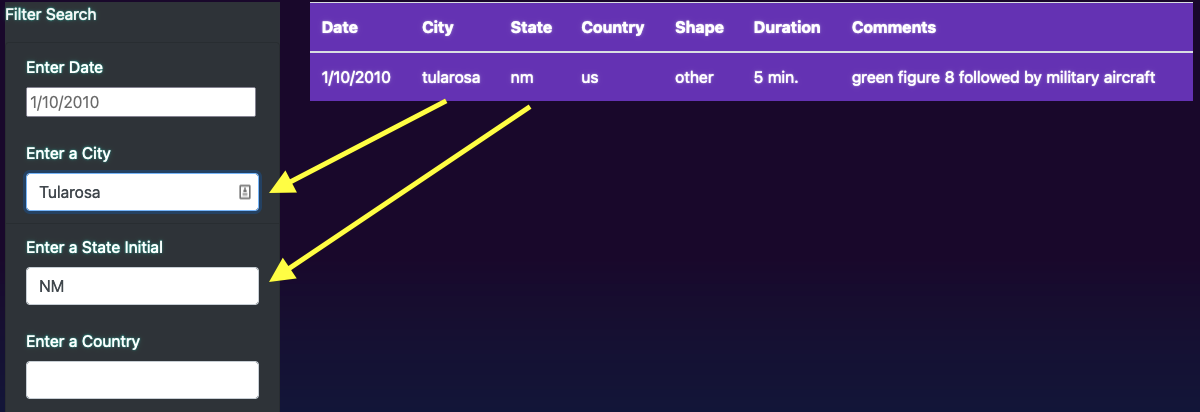 Filter Search
Enter Date
1/10/2010
Enter a City
Tularosa
Enter a State Initial
NM
Enter a Country
Date City State Country Shape Duration Comments
1/10/2010 tularosa nm us other 5 min. green figure 8 followed by military aircraft